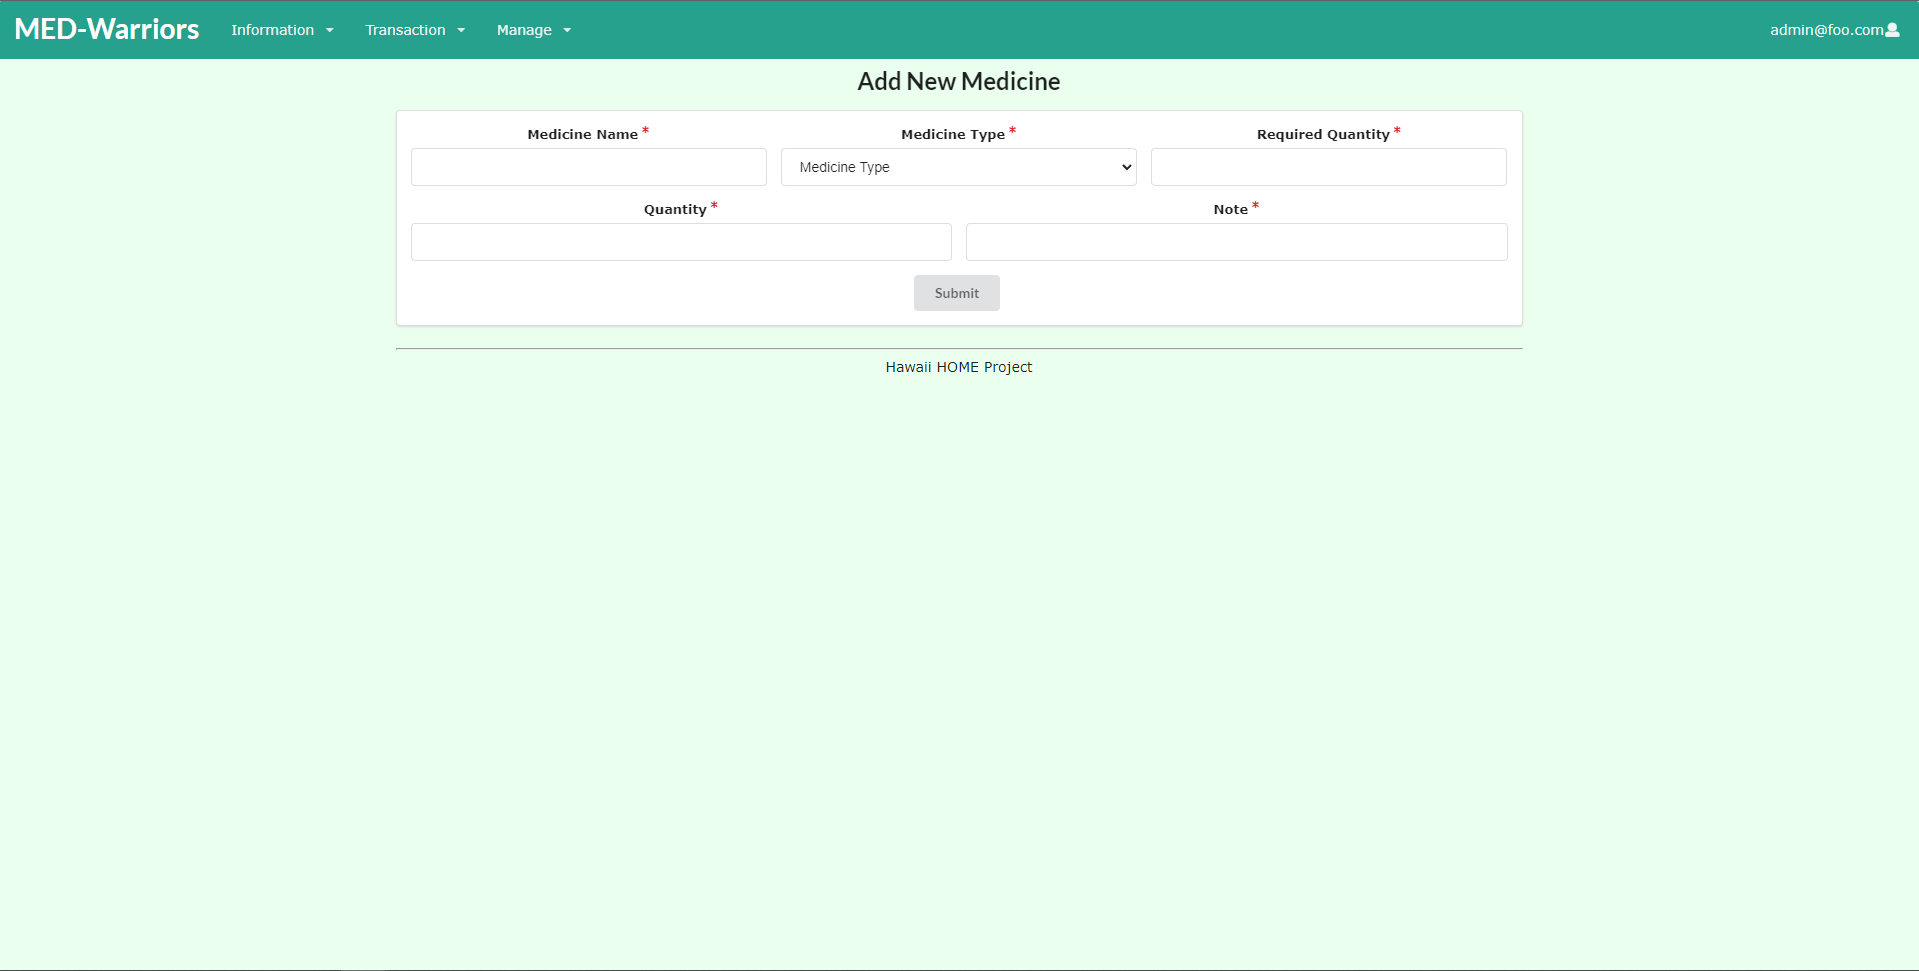 MED-Warriors Information Transaction Manage admin@foo.com
Add New Medicine
Medicine Name * Medicine Type * Required Quantity *
Medicine Type
Quantity * Note *
Submit
Hawaii HOME Project